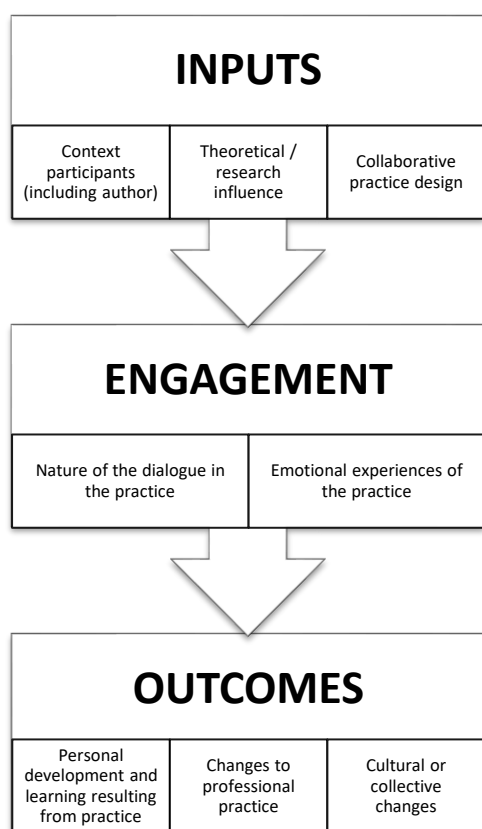 INPUTS
Context
participants
(including author)
Theoretical /
research
influence
Collaborative
practice design
ENGAGEMENT
Nature of the dialogue in
the practice
Emotional experiences of
the practice
OUTCOMES
Personal
development and
learning resulting
from practice
Changes to
professional
practice
Cultural or
collective
changes